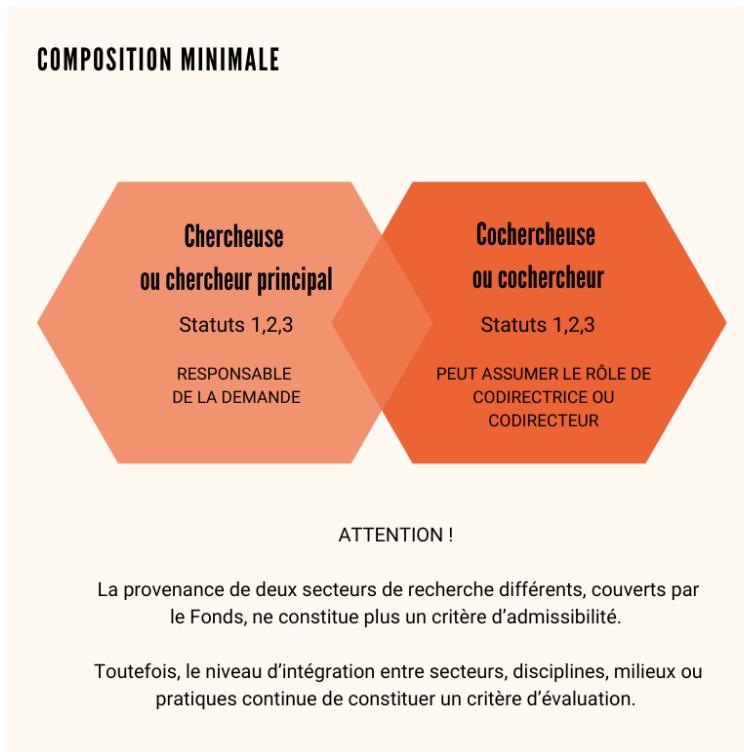 COMPOSITION MINIMALE
Chercheuse
ou chercheur principal
Statuts 1,2,3
RESPONSABLE
DE LA DEMANDE
Cochercheuse
ou cochercheur
Statuts 1,2,3
PEUT ASSUMER LE RÔLE DE
CODIRECTRICE OU
CODIRECTEUR
ATTENTION !
La provenance de deux secteurs de recherche différents, couverts par
le Fonds, ne constitue plus un critère d’admissibilité.
Toutefois, le niveau d’intégration entre secteurs, disciplines, milieux ou
pratiques continue de constituer un critère d’évaluation.